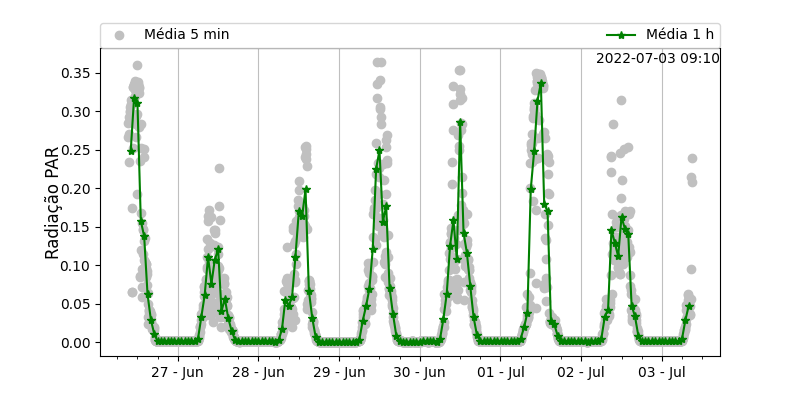 Média 5 min
Média 1 h
2022-07-03 09:10
Radiação PAR
0.35
0.30
0.25
0.20
0.15
0.10
0.05
0.00
27 - Jun
28 - Jun
29 - Jun
30 - Jun
01 - Jul
02 - Jul
03 - Jul